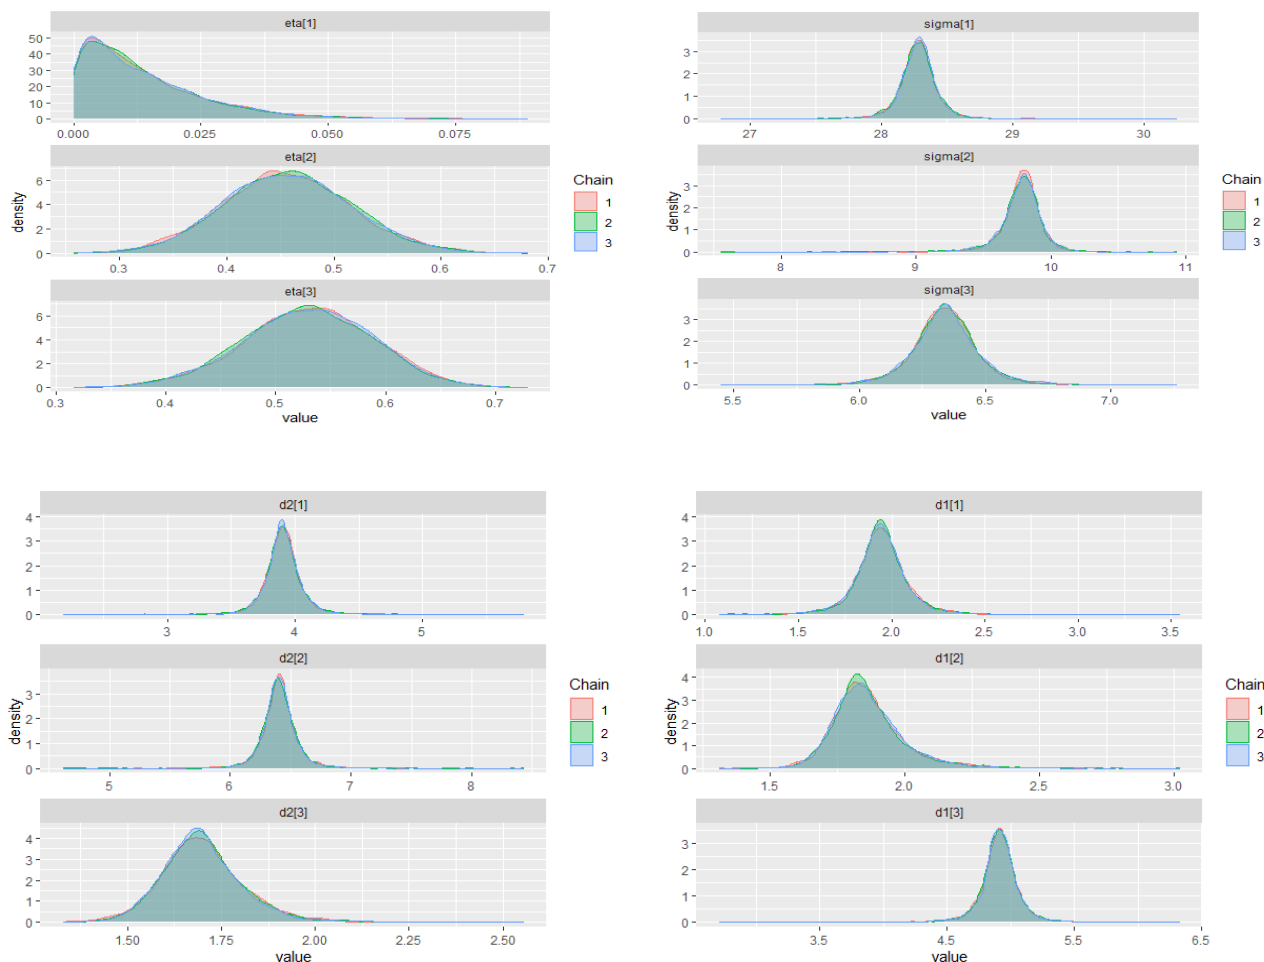 eta[1]
50
40
30
20
10
0
0.000 0.025 0.050 0.075
eta[2]
6
4
2
0
0.3 0.4 0.5 0.6 0.7
eta[3]
6
4
2
0
0.3 0.4 0.5 0.6 0.7
value
density
Chain
1
2
3
sigma[1]
3
2
1
0
27 28 29 30
sigma[2]
3
2
1
0
8 9 10 11
sigma[3]
3
2
1
0
5.5 6.0 6.5 7.0
value
density
Chain
1
2
3
d2[1]
4
3
2
1
0
3 4 5
d2[2]
3
2
1
0
5 6 7 8
d2[3]
4
3
2
1
0
1.50 1.75 2.00 2.25 2.50
value
density
Chain
1
2
3
d1[1]
4
3
2
1
0
1.0 1.5 2.0 2.5 3.0 3.5
d1[2]
4
3
2
1
0
1.5 2.0 2.5 3.0
d1[3]
3
2
1
0
3.5 4.5 5.5 6.5
value
density
Chain
1
2
3